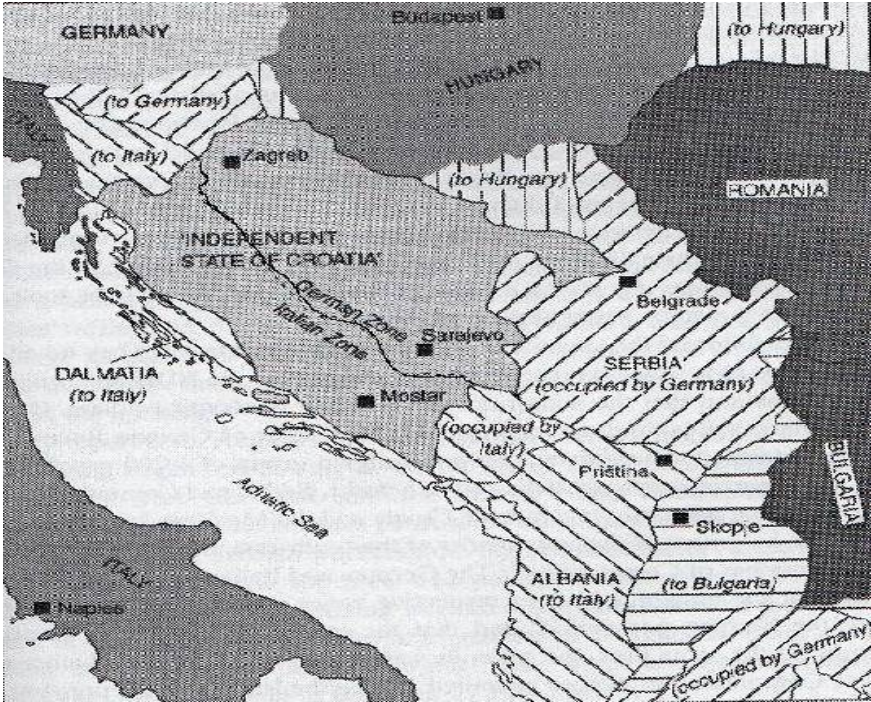 Budapest
GERMANY
(to Hungary)
HUNGARY
(to Germany)
ITALY
(to Italy)
Zagreb
(to Hungary)
ROMANIA
'INDEPENDENT
STATE OF CROATIA'
German Zone
Italian Zone
Belgrade
Sarajevo
SERBIA
(occupied by Germany)
DALMATIA
(to Italy)
Mostar
(occupied by
Italy)
Priština
BULGARIA
Adriatic Sea
Skopje
ITALY
ALBANIA
(to Italy)
(to Bulgaria)
Naples
(occupied by Germany)